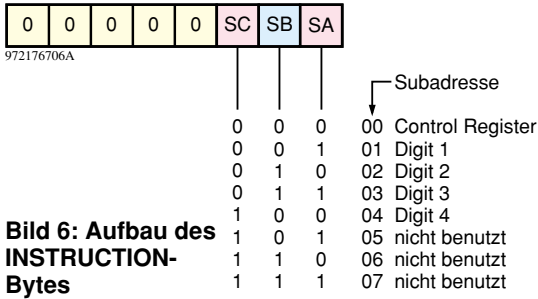 0 0 0 0 0 SC SB SA
972176706A
Subadresse
0 0 0 00 Control Register
0 0 1 01 Digit 1
0 1 0 02 Digit 2
0 1 1 03 Digit 3
1 0 0 04 Digit 4
1 0 1 05 nicht benutzt
1 1 0 06 nicht benutzt
1 1 1 07 nicht benutzt
Bild 6: Aufbau des
INSTRUCTION-
Bytes